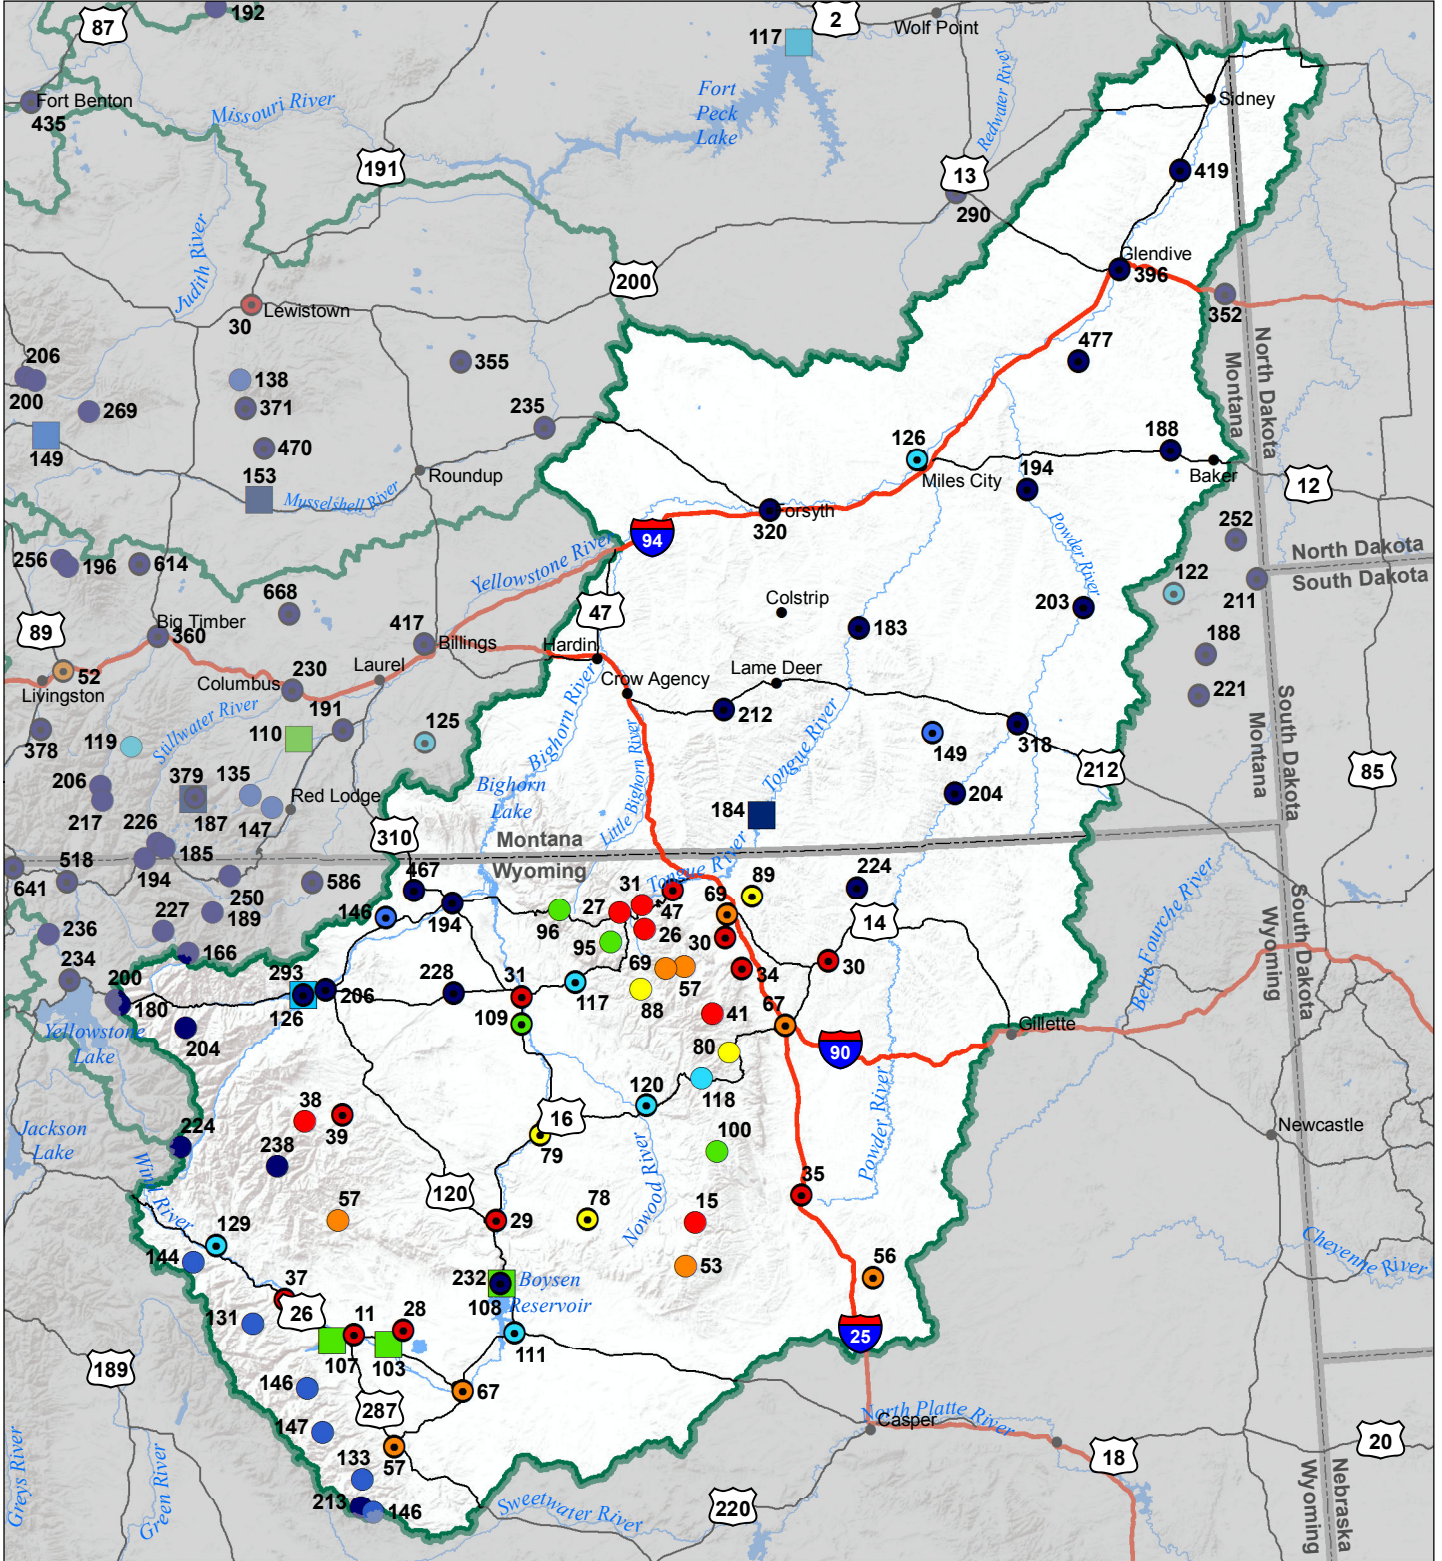 87
192
2
117
Wolf Point
Fort Benton
435
Missouri River
Fort
Peck
Lake
Redwater River
Sidney
191
13
290
419
Judith River
200
Glendive
396
352
Lewistown
30
477
North Dakota
Montana
206
200
138
355
269
371
235
149
470
153
Roundup
Musselshell River
126
Miles City
194
188
Baker
12
Forsyth
320
94
Powder River
252
256
196
614
Yellowstone River
North Dakota
South Dakota
122
211
668
47
Colstrip
203
89
Big Timber
360
417
Billings
Hardin
183
188
52
Livingston
Columbus
230
Laurel
Crow Agency
Lame Deer
221
378
119
Stillwater River
191
110
125
Bighorn River
212
149
318
South Dakota
Montana
Little Bighorn River
Tongue River
212
85
206
217
379
187
135
147
Red Lodge
Bighorn
Lake
204
184
226
185
310
Montana
Wyoming
Tongue River
641
518
194
250
586
467
31
89
224
South Dakota
Wyoming
236
227
189
146
194
96
27
47
26
69
14
Belle Fourche River
234
166
95
30
200
180
293
126
206
228
31
117
69
57
34
30
Yellowstone
Lake
204
109
88
41
67
90
Gillette
80
118
120
Jackson
Lake
224
38
39
16
79
100
Powder River
Newcastle
238
Wind River
120
Nowood River
35
57
29
78
15
129
144
53
56
Cheyenne River
37
232
108
Boysen
Reservoir
26
131
11
28
107
103
111
25
189
146
287
67
147
North Platte River
Casper
57
133
18
20
213
146
Sweetwater River
220
Greys River
Green River
Nebraska
Wyoming